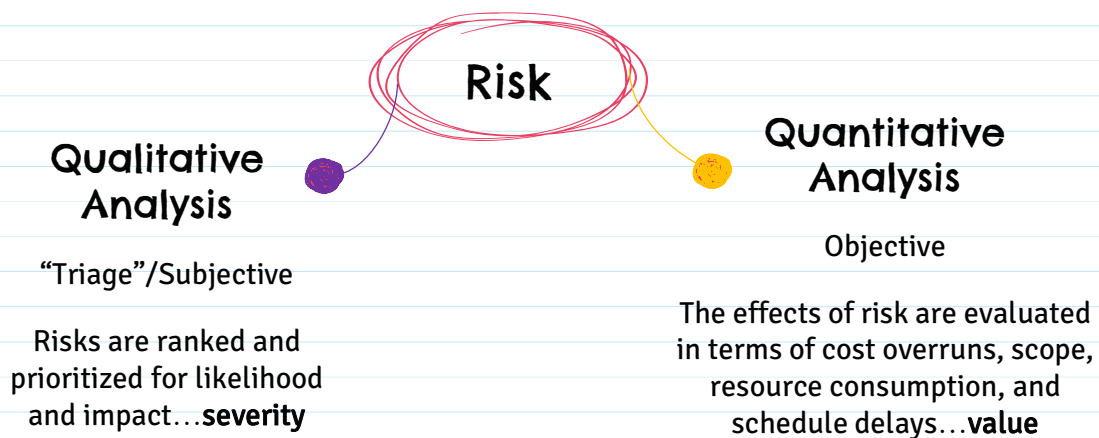 Risk
Qualitative
Analysis
“Triage”/Subjective
Risks are ranked and
prioritized for likelihood
and impact…severity
Quantitative
Analysis
Objective
The effects of risk are evaluated
in terms of cost overruns, scope,
resource consumption, and
schedule delays…value